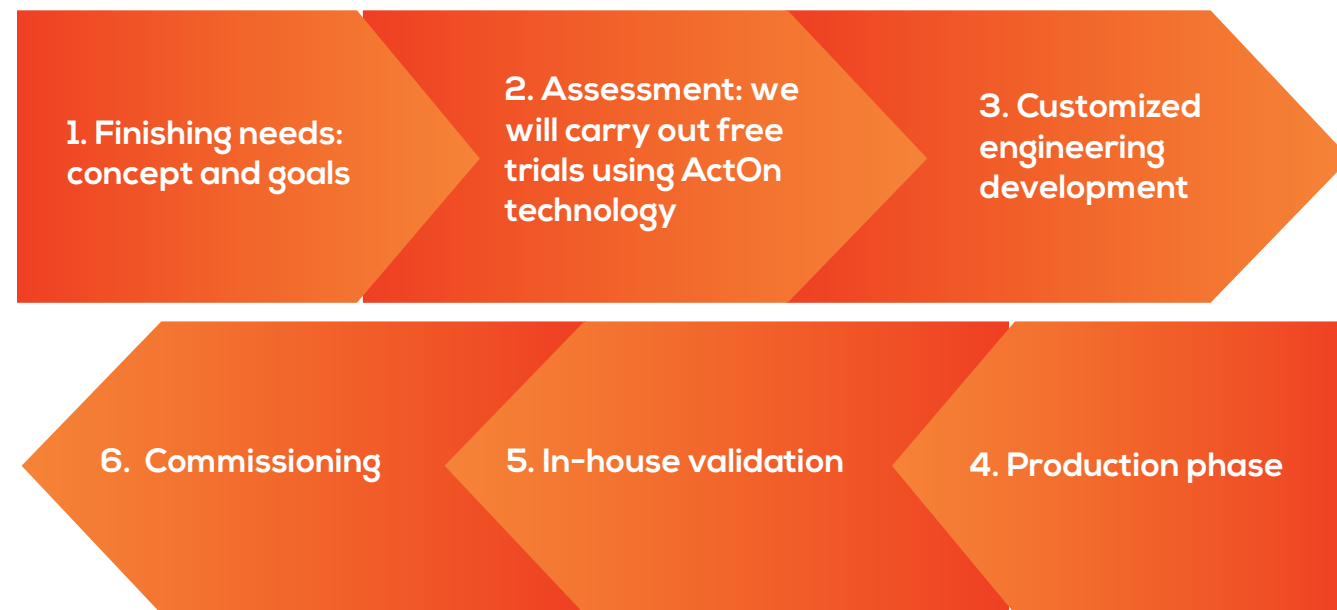 1. Finishing needs:
concept and goals
2. Assessment: we
will carry out free
trials using ActOn
technology
3. Customized
engineering
development
4. Production phase
5. In-house validation
6. Commissioning